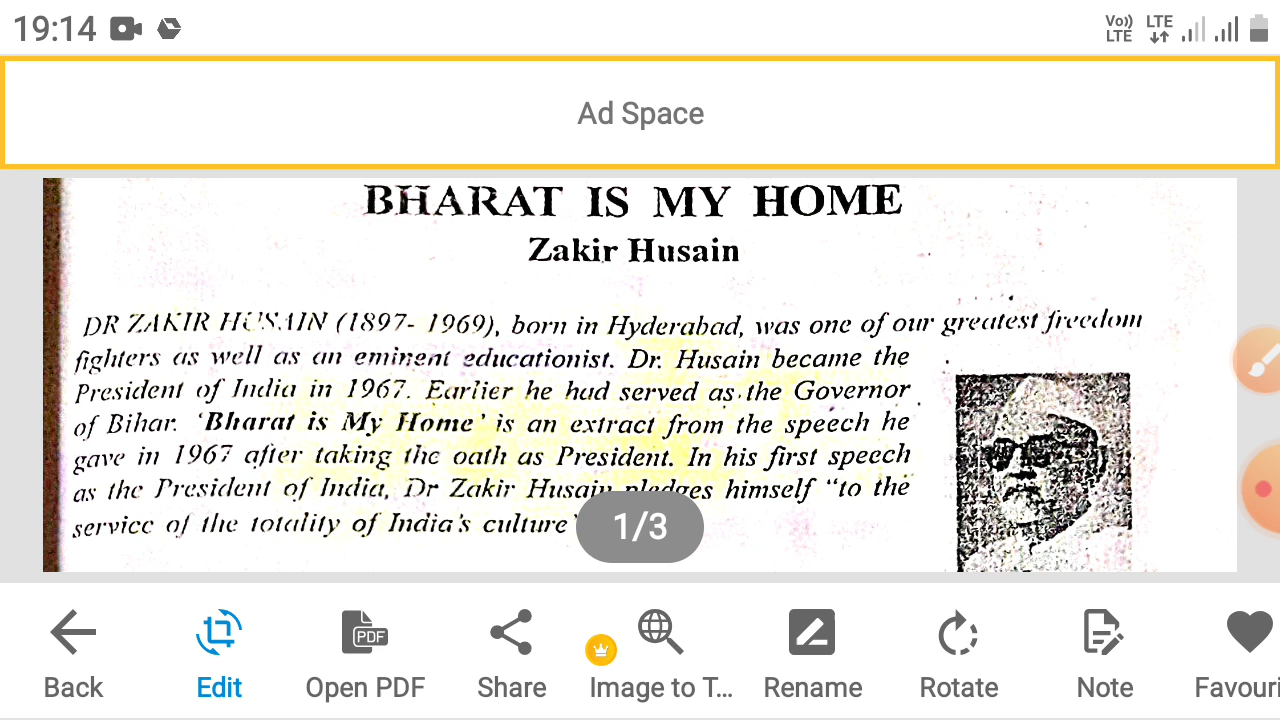 19:14
Vo)) LTE LTE
Ad Space
BHARAT IS MY HOME
Zakir Husain
DR ZAKIR HUSAIN (1897- 1969), born in Hyderabad, was one of our greatest freedom
fighters as well as an eminent educationist. Dr. Husain became the
President of India in 1967. Earlier he had served as the Governor
of Bihar. ‘Bharat is My Home’ is an extract from the speech he
gave in 1967 after taking the oath as President. In his first speech
as the President of India, Dr Zakir Husain pledges himself “to the
service of the totality of India’s culture
1/3
Back Edit Open PDF Share Image to T... Rename Rotate Note Favouri
PDF